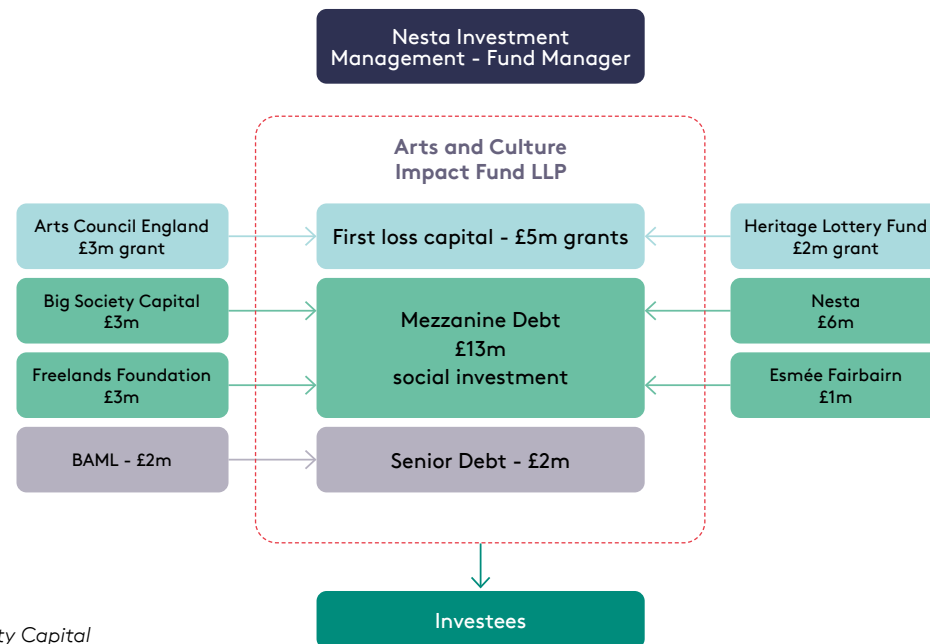 Nesta Investment
Management - Fund Manager
Arts and Culture
Impact Fund LLP
Arts Council England
£3m grant
First loss capital - £5m grants
Heritage Lottery Fund
£2m grant
Big Society Capital
£3m
Mezzanine Debt
£13m
social investment
Nesta
£6m
Freelands Foundation
£3m
Esmée Fairbairn
£1m
BAML - £2m
Senior Debt - £2m
Investees
ty Capital